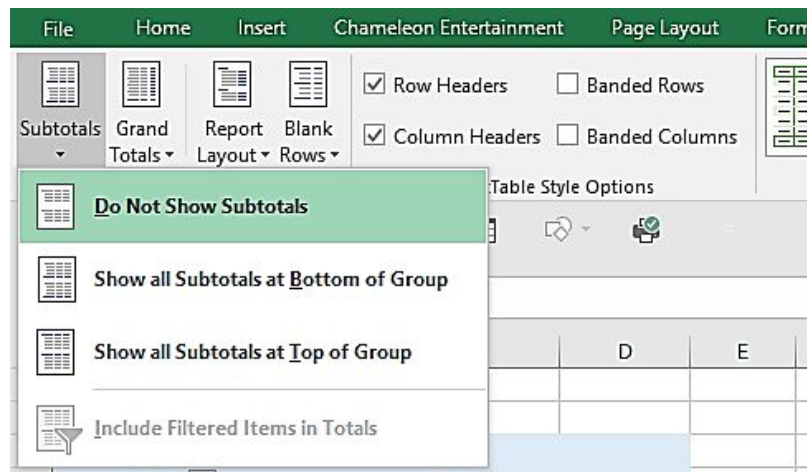 File Home Insert Chameleon Entertainment Page Layout
Row Headers Banded Rows
Subtotals Grand Totals Report Layout Blank Rows
Column Headers Banded Columns
Table Style Options
Do Not Show Subtotals
Show all Subtotals at Bottom of Group
Show all Subtotals at Top of Group
D E
Include Filtered Items in Totals